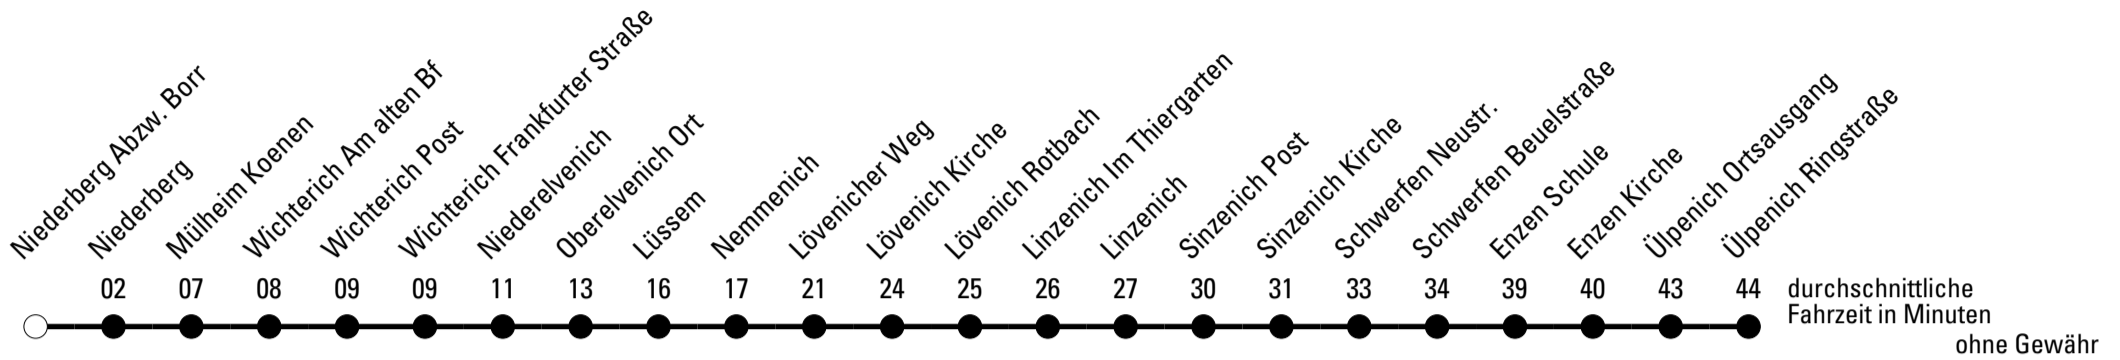 Niederberg Abzw. Borr
Niederberg
Mülheim Koenen
Wichterich Am alten Bf
Wichterich Post
Wichterich Frankfurter Straße
Niederelvenich
Oberelvenich Ort
Lüssem
Nemmenich
Lövenicher Weg
Lövenich Kirche
Lövenich Rotbach
Linzenich Im Thiergarten
Linzenich
Sinzenich Post
Sinzenich Kirche
Schwerfen Neustr.
Schwerfen Beuelstraße
Enzen Schule
Enzen Kirche
Ülpenich Ortsausgang
Ülpenich Ringstraße
02 07 08 09 09 11 13 16 17 21 24 25 26 27 30 31 33 34 39 40 43 44 durchschnittliche
Fahrzeit in Minuten
ohne Gewähr